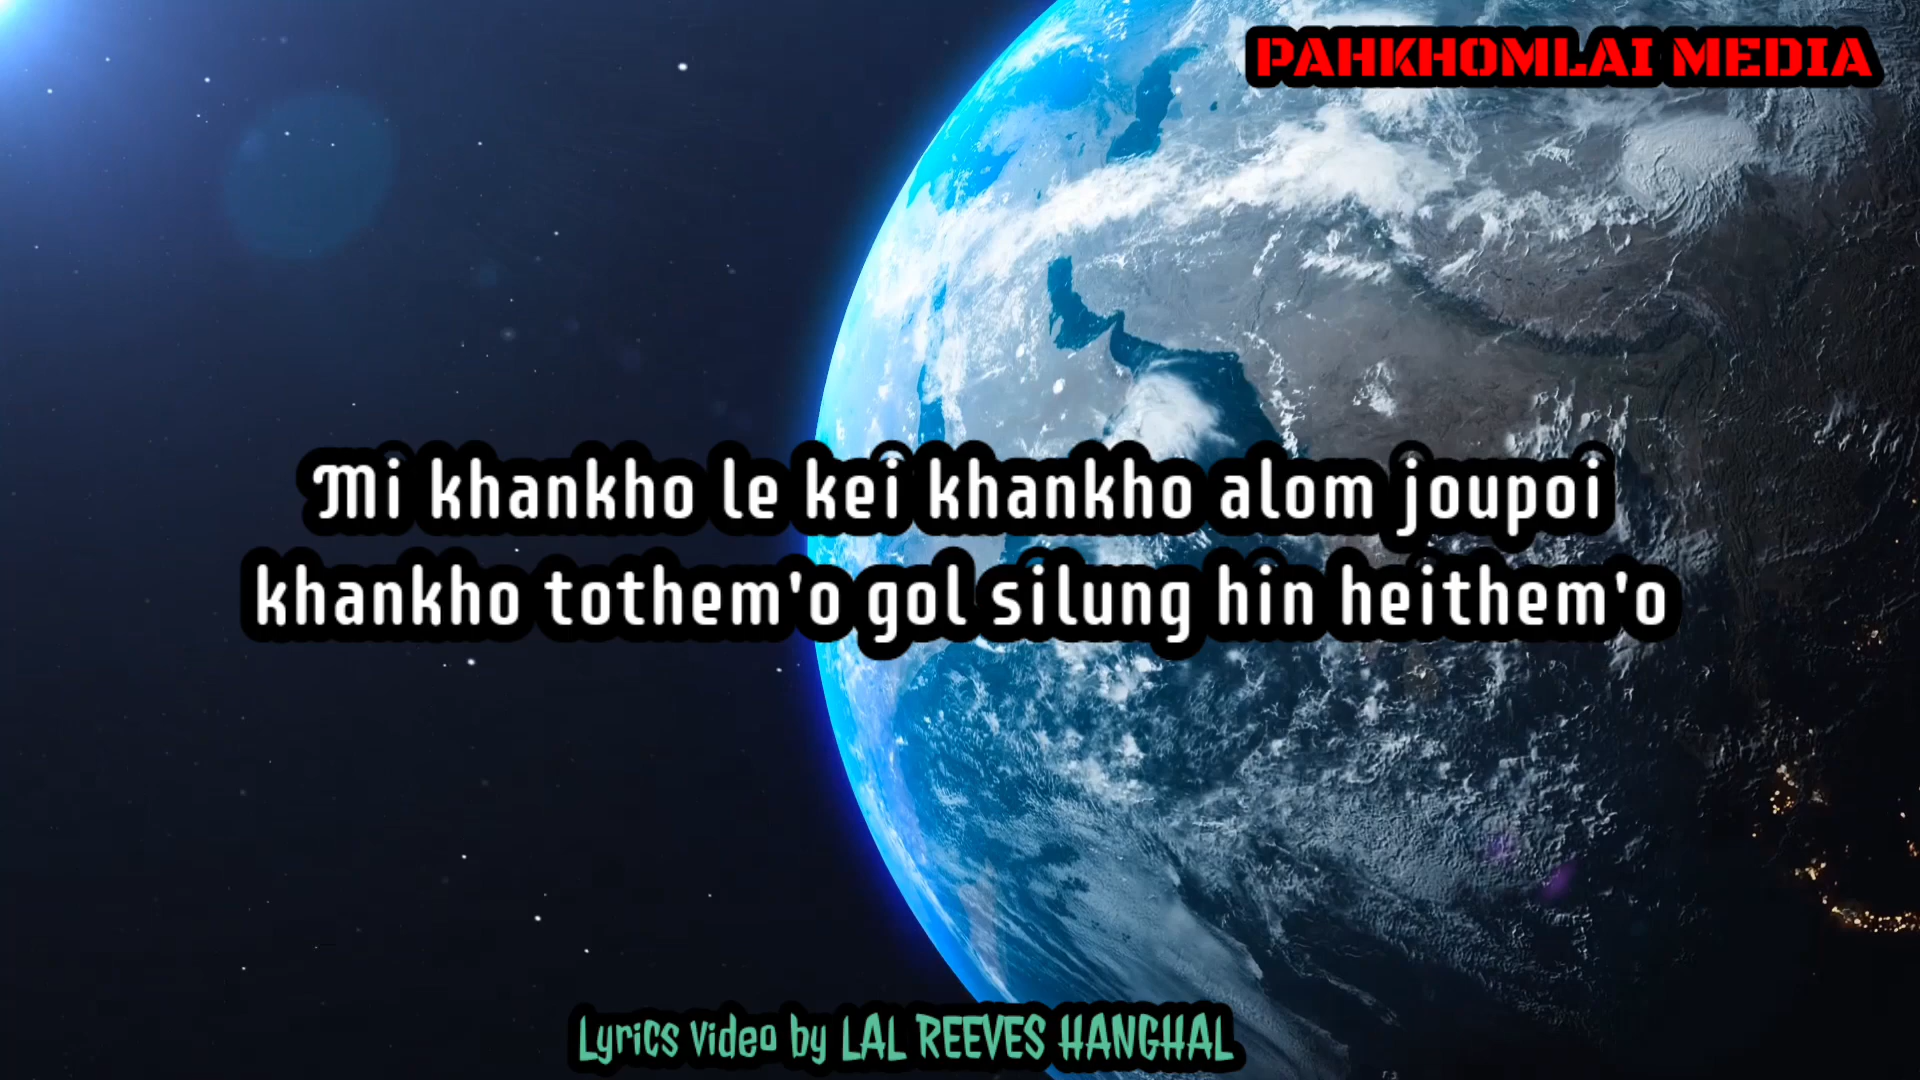 PAHKHOMLAI MEDIA
Mi khankho le kei khankho alom joupoi
khankho tothem'o gol silung hin heithem'o
Lyrics Video by LAL REEVES HANGHAL